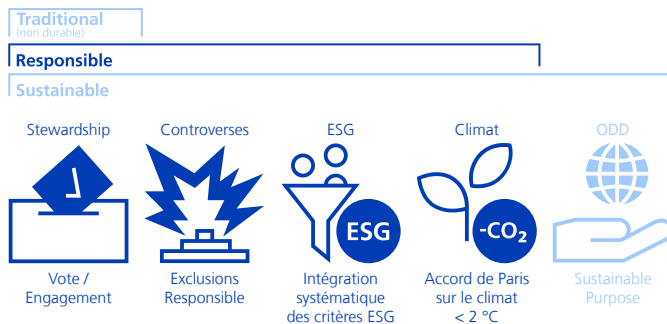 Traditional
(non durable)
Responsible
Sustainable
Stewardship
Controverses
ESG
Climat
ODD
ESG
-CO₂
Vote /
Engagement
Exclusions
Responsible
Intégration
systématique
des critères ESG
Accord de Paris
sur le climat
< 2 °C
Sustainable
Purpose